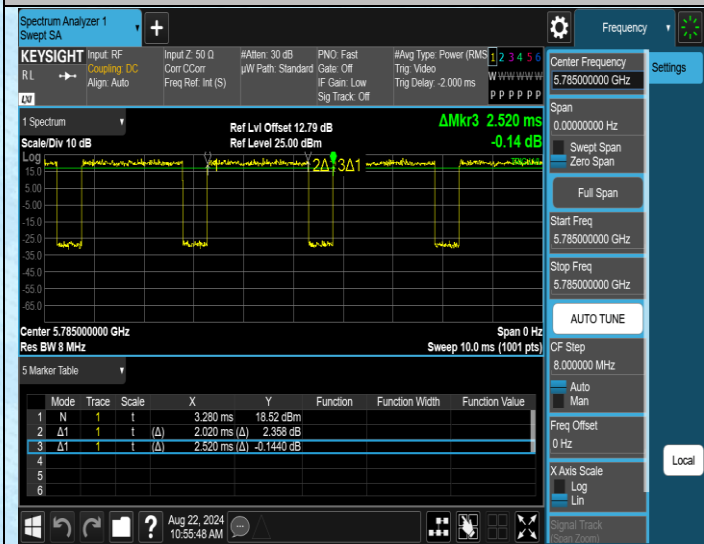 Spectrum Analyzer 1
Swept SA
Frequency
KEYSIGHT
RL
LXI
Input: RF
Coupling: DC
Align: Auto
Input Z: 50 Ω
Corr CCorr
Freq Ref: Int (S)
#Atten: 30 dB
µW Path: Standard
PNO: Fast
Gate: Off
IF Gain: Low
Sig Track: Off
#Avg Type: Power (RMS
Trig: Video
Trig Delay: -2.000 ms
1 2 3 4 5 6
W W W W W W
P P P P P P
1 Spectrum
Scale/Div 10 dB
Ref Lvl Offset 12.79 dB
Ref Level 25.00 dBm
ΔMkr3 2.520 ms
-0.14 dB
Log
15.0
5.00
-5.00
-15.0
-25.0
-35.0
-45.0
-55.0
-65.0
1
2Δ1
3Δ1
Center 5.785000000 GHz
Res BW 8 MHz
Span 0 Hz
Sweep 10.0 ms (1001 pts)
5 Marker Table
Mode Trace Scale X Y Function Function Width Function Value
1 N 1 t 3.280 ms 18.52 dBm
2 Δ1 1 t (Δ) 2.020 ms (Δ) 2.358 dB
3 Δ1 1 t (Δ) 2.520 ms (Δ) -0.1440 dB
4
5
6
Aug 22, 2024
10:55:48 AM
Center Frequency
5.785000000 GHz
Span
0.00000000 Hz
Swept Span
Zero Span
Full Span
Start Freq
5.785000000 GHz
Stop Freq
5.785000000 GHz
AUTO TUNE
CF Step
8.000000 MHz
Auto
Man
Freq Offset
0 Hz
X Axis Scale
Log
Lin
Signal Track
(Span Zoom)
Settings
Local